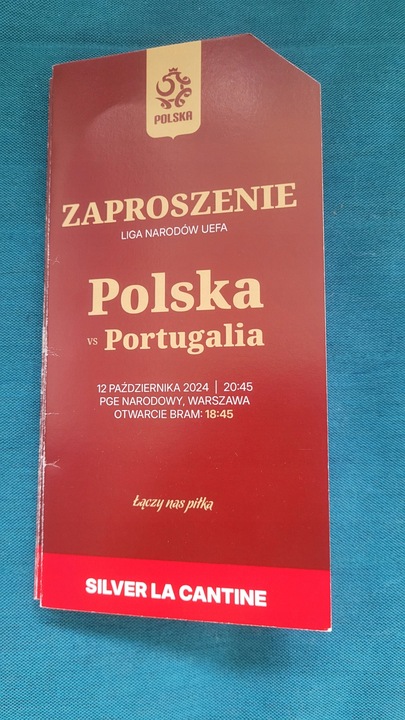 POLSKA
ZAPROSZENIE
LIGA NARODÓW UEFA
Polska
vs Portugalia
12 PAŹDZIERNIKA 2024 | 20:45
PGE NARODOWY, WARSZAWA
OTWARCIE BRAM: 18:45
Łączy nas piłka
SILVER LA CANTINE